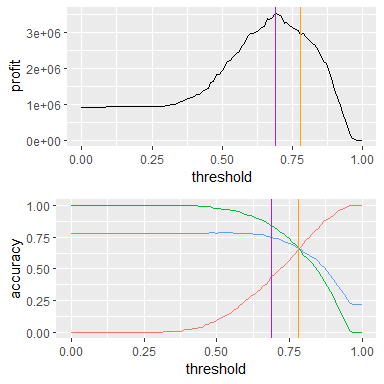 profit
3e+06
2e+06
1e+06
0e+00
0.00 0.25 0.50 0.75 1.00
threshold
accuracy
1.00
0.75
0.50
0.25
0.00
0.00 0.25 0.50 0.75 1.00
threshold